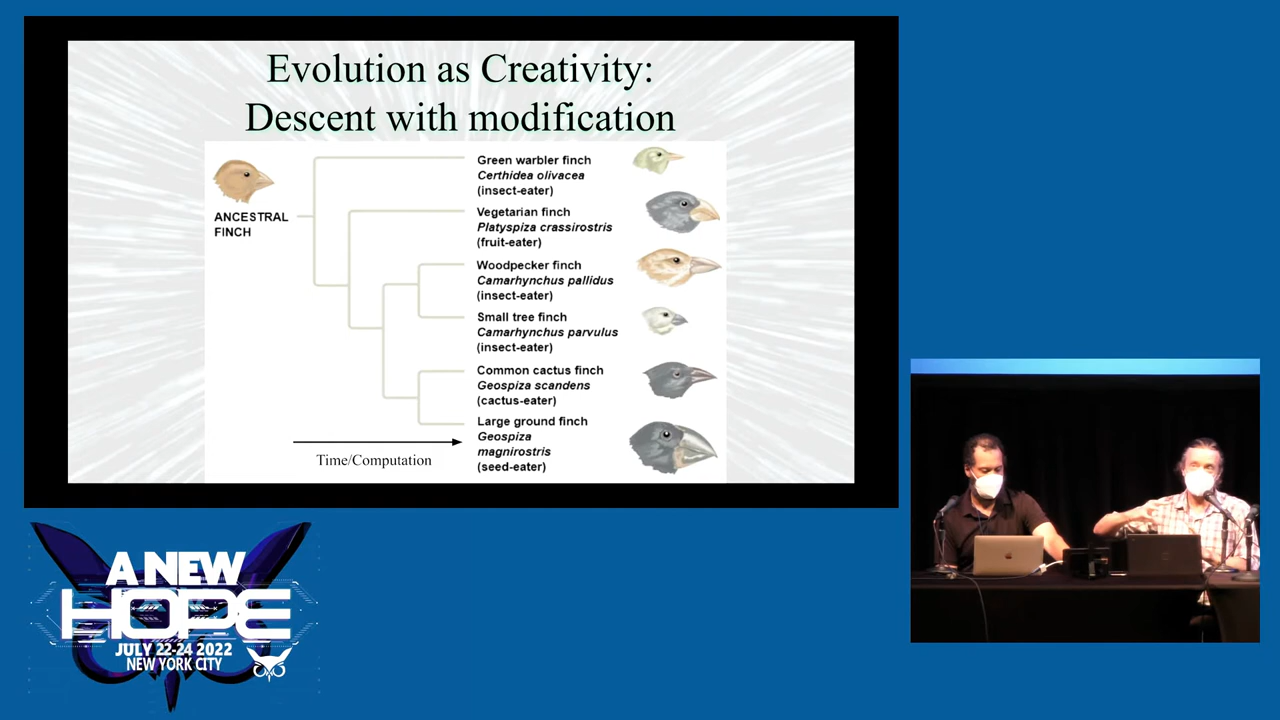 Evolution as Creativity:
Descent with modification
ANCESTRAL
FINCH
Green warbler finch
Certhidea olivacea
(insect-eater)
Vegetarian finch
Platyspiza crassirostris
(fruit-eater)
Woodpecker finch
Camarhynchus pallidus
(insect-eater)
Small tree finch
Camarhynchus parvulus
(insect-eater)
Common cactus finch
Geospiza scandens
(cactus-eater)
Large ground finch
Geospiza
magnirostris
(seed-eater)
Time/Computation
A NEW
HOPE
JULY 22-24 2022
NEW YORK CITY